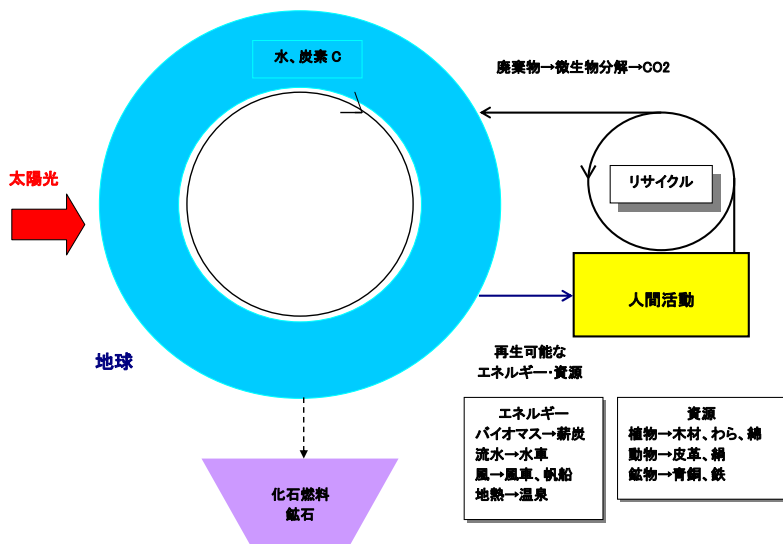 水、炭素 C
廃棄物→微生物分解→CO2
太陽光
リサイクル
人間活動
地球
再生可能な
エネルギー・資源
エネルギー
バイオマス→薪炭
流水→水車
風→風車、帆船
地熱→温泉
資源
植物→木材、わら、綿
動物→皮革、絹
鉱物→青銅、鉄
化石燃料
鉱石